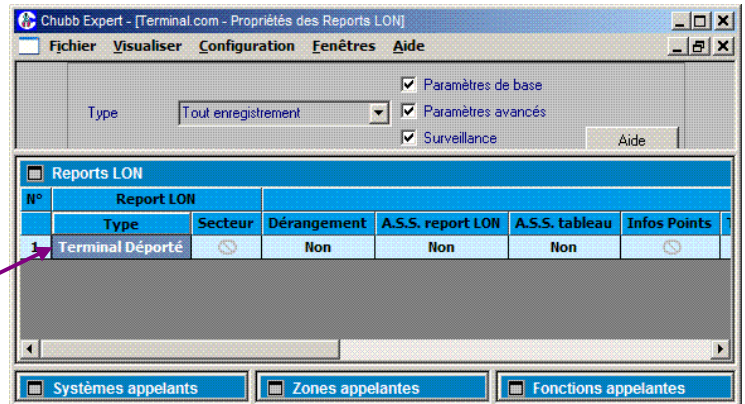 Chubb Expert - [Terminal.com - Propriétés des Reports LON]
Fichier Visualiser Configuration Fenêtres Aide
Paramètres de base
Type Tout enregistrement Paramètres avancés
Surveillance Aide
Reports LON
N° Report LON
Type Secteur Dérangement A.S.S. report LON A.S.S. tableau Infos Points
1 Terminal Déporté Non Non Non
Systèmes appelants Zones appelantes Fonctions appelantes